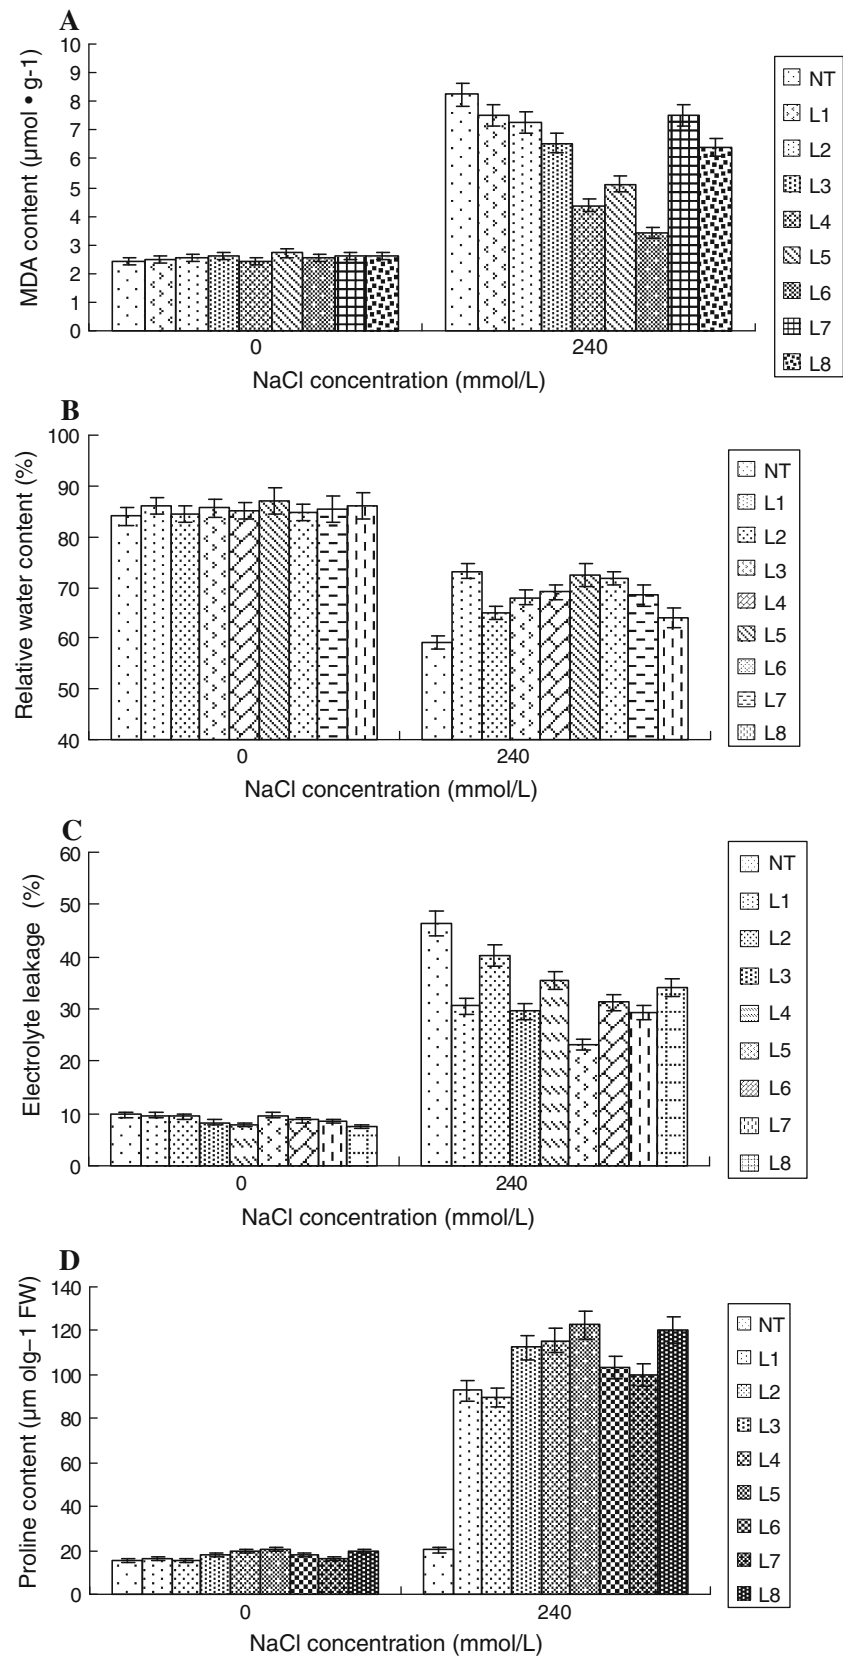 A
MDA content (µmol • g-1)
10
9
8
7
6
5
4
3
2
1
0
0
240
NaCl concentration (mmol/L)
NT
L1
L2
L3
L4
L5
L6
L7
L8
B
Relative water content (%)
100
90
80
70
60
50
40
0
240
NaCl concentration (mmol/L)
NT
L1
L2
L3
L4
L5
L6
L7
L8
C
Electrolyte leakage (%)
60
50
40
30
20
10
0
0
240
NaCl concentration (mmol/L)
NT
L1
L2
L3
L4
L5
L6
L7
L8
D
Proline content (µm olg–1 FW)
140
120
100
80
60
40
20
0
0
240
NaCl concentration (mmol/L)
NT
L1
L2
L3
L4
L5
L6
L7
L8